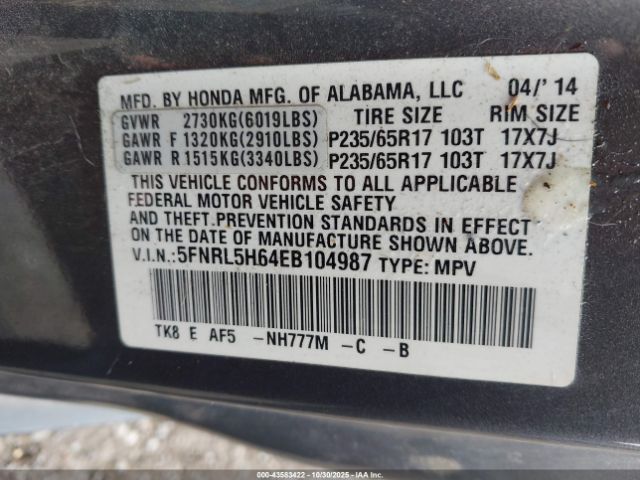 MFD. BY HONDA MFG. OF ALABAMA, LLC 04/' 14
GVWR 2730KG(6019LBS) TIRE SIZE RIM SIZE
GAWR F 1320KG(2910LBS) P235/65R17 103T 17X7J
GAWR R 1515KG(3340LBS) P235/65R17 103T 17X7J
THIS VEHICLE CONFORMS TO ALL APPLICABLE
FEDERAL MOTOR VEHICLE SAFETY
AND THEFT PREVENTION STANDARDS IN EFFECT
ON THE DATE OF MANUFACTURE SHOWN ABOVE.
V.I.N.:5FNRL5H64EB104987 TYPE: MPV
TK8 E AF5 -NH777M -C -B
000-43583422 - 10/30/2025 - IAAI, Inc.